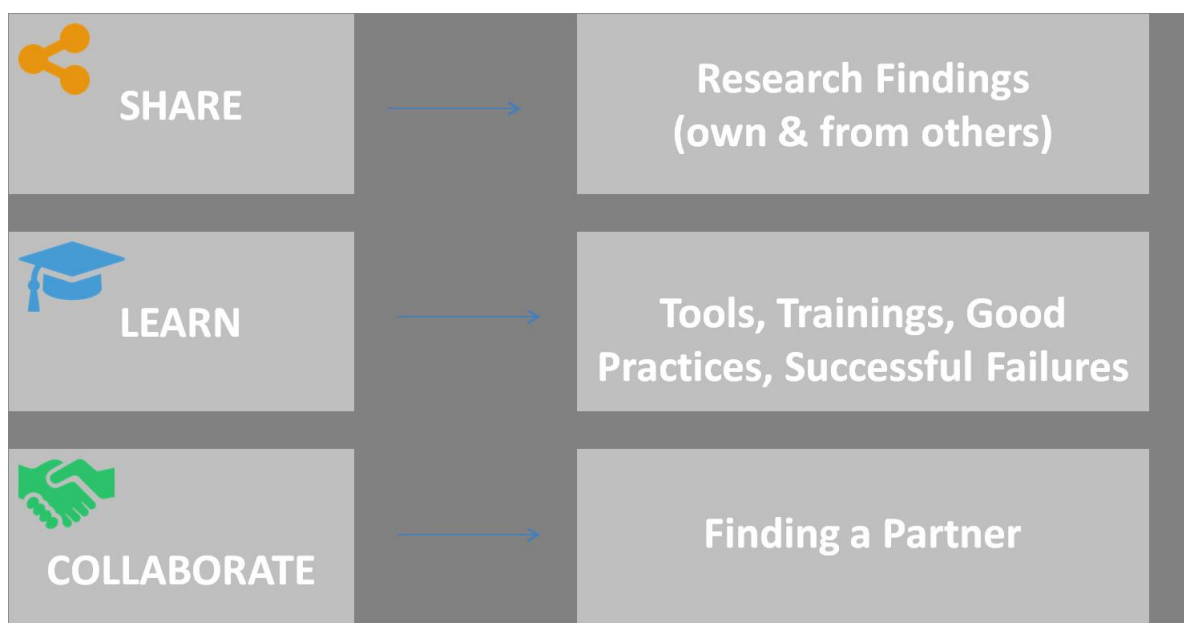 SHARE
Research Findings
(own & from others)
LEARN
Tools, Trainings, Good
Practices, Successful Failures
COLLABORATE
Finding a Partner